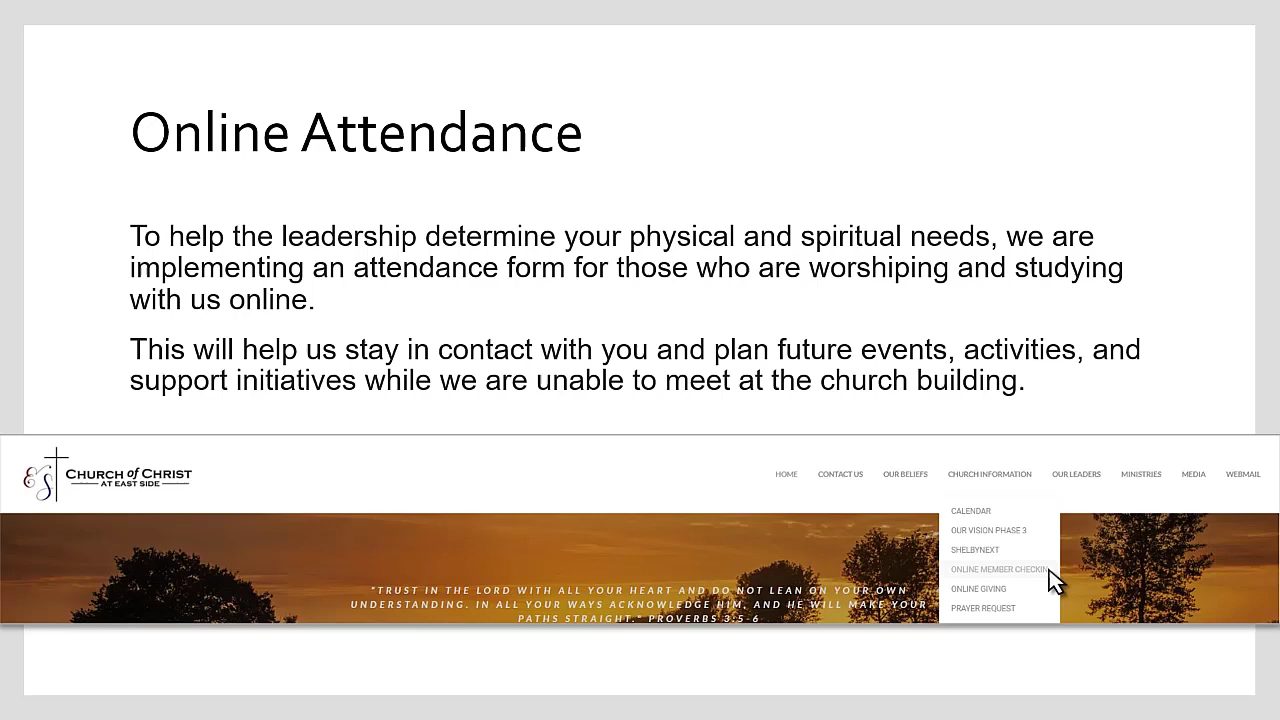 Online Attendance
To help the leadership determine your physical and spiritual needs, we are
implementing an attendance form for those who are worshiping and studying
with us online.
This will help us stay in contact with you and plan future events, activities, and
support initiatives while we are unable to meet at the church building.
ES CHURCH of CHRIST
AT EAST SIDE
HOME CONTACT US OUR BELIEFS CHURCH INFORMATION OUR LEADERS MINISTRIES MEDIA WEBMAIL
CALENDAR
OUR VISION PHASE 3
SHELBYNEXT
ONLINE MEMBER CHECKIN
ONLINE GIVING
PRAYER REQUEST
"TRUST IN THE LORD WITH ALL YOUR HEART AND DO NOT LEAN ON YOUR OWN
UNDERSTANDING. IN ALL YOUR WAYS ACKNOWLEDGE HIM, AND HE WILL MAKE YOUR
PATHS STRAIGHT." PROVERBS 3:5-6